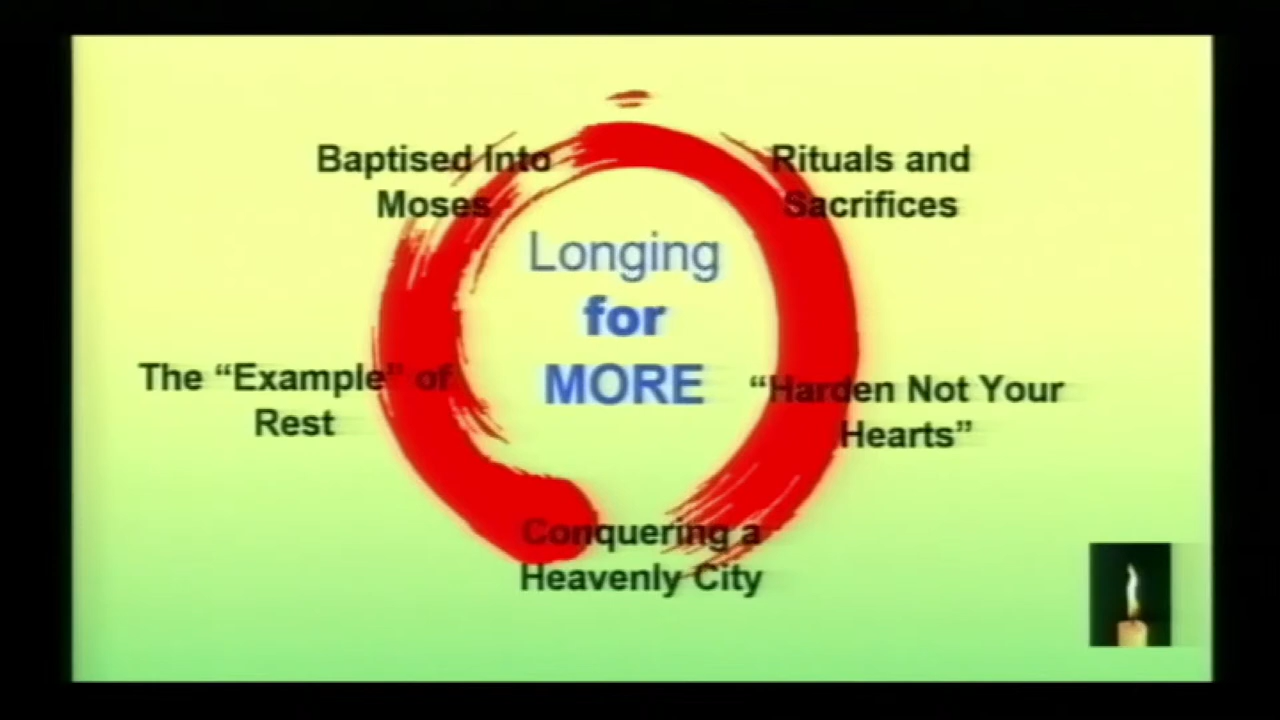 Baptised Into
Moses
Rituals and
Sacrifices
Longing
for
MORE
The “Example” of
Rest
“Harden Not Your
Hearts”
Conquering a
Heavenly City